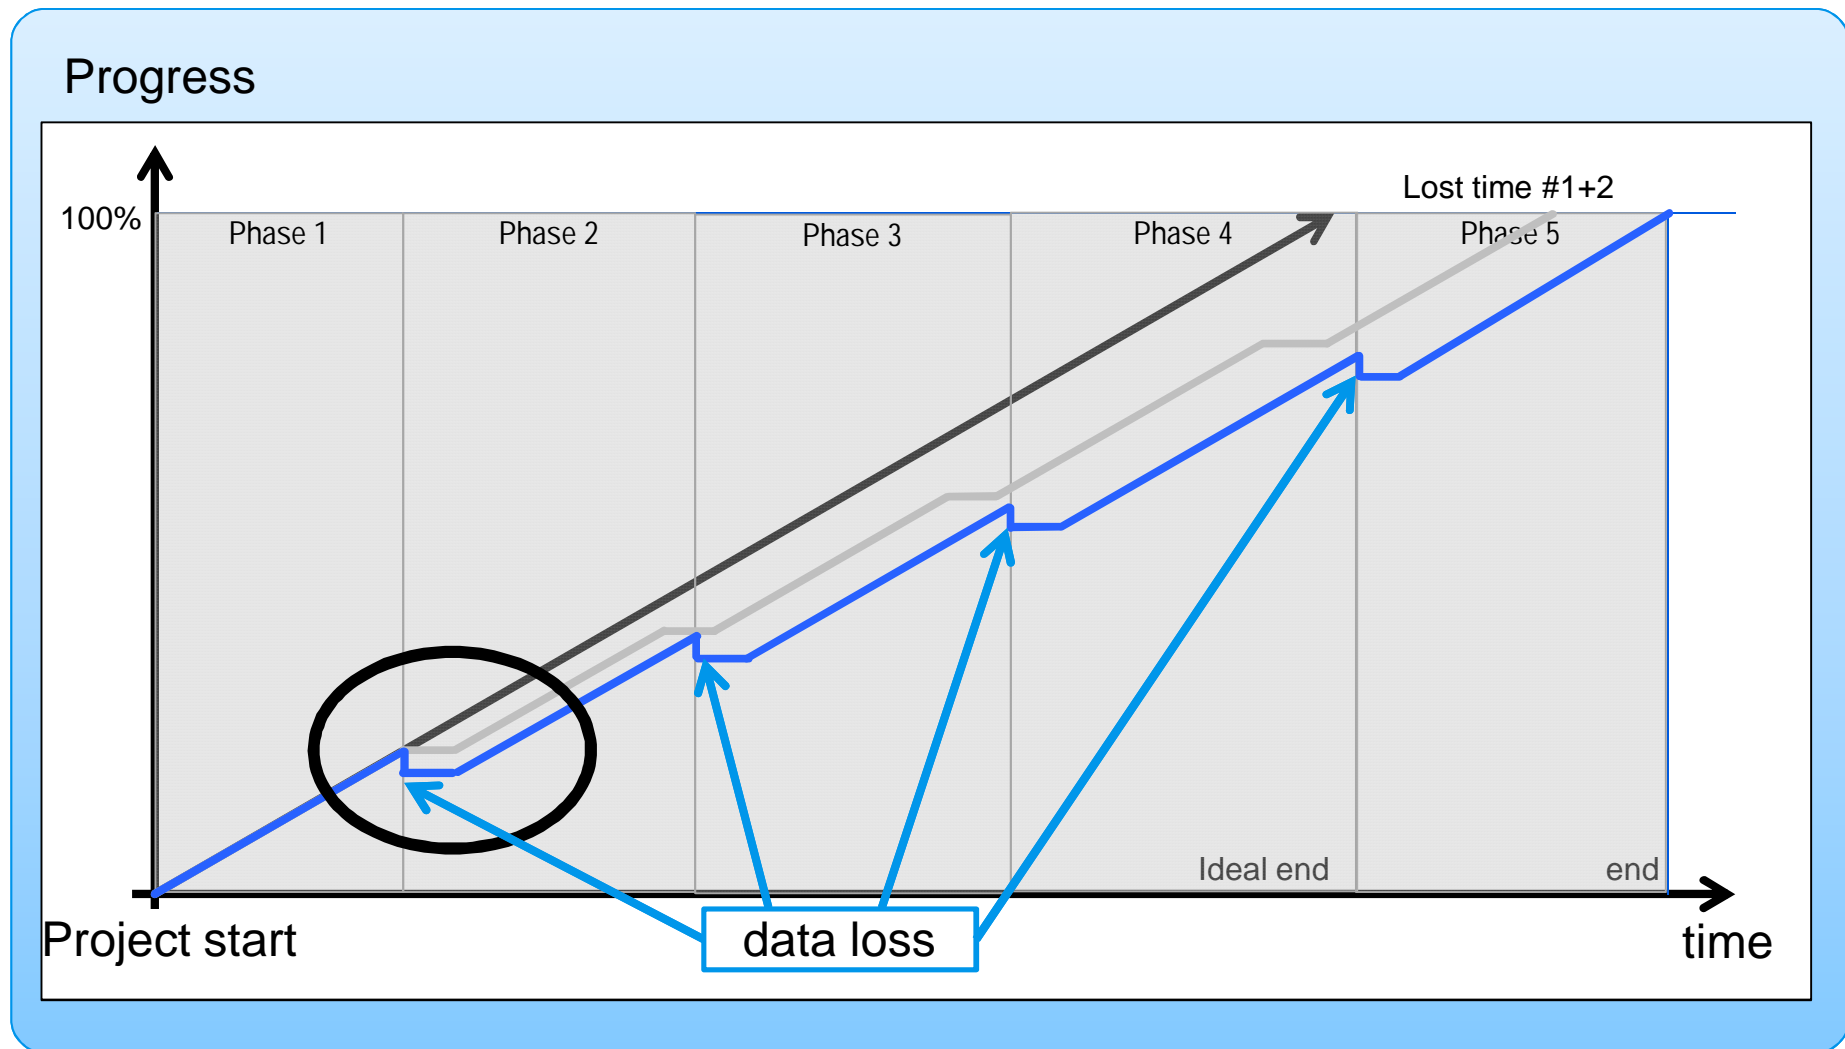 Progress
Lost time #1+2
100%
Phase 1
Phase 2
Phase 3
Phase 4
Phase 5
Ideal end
end
Project start
data loss
time